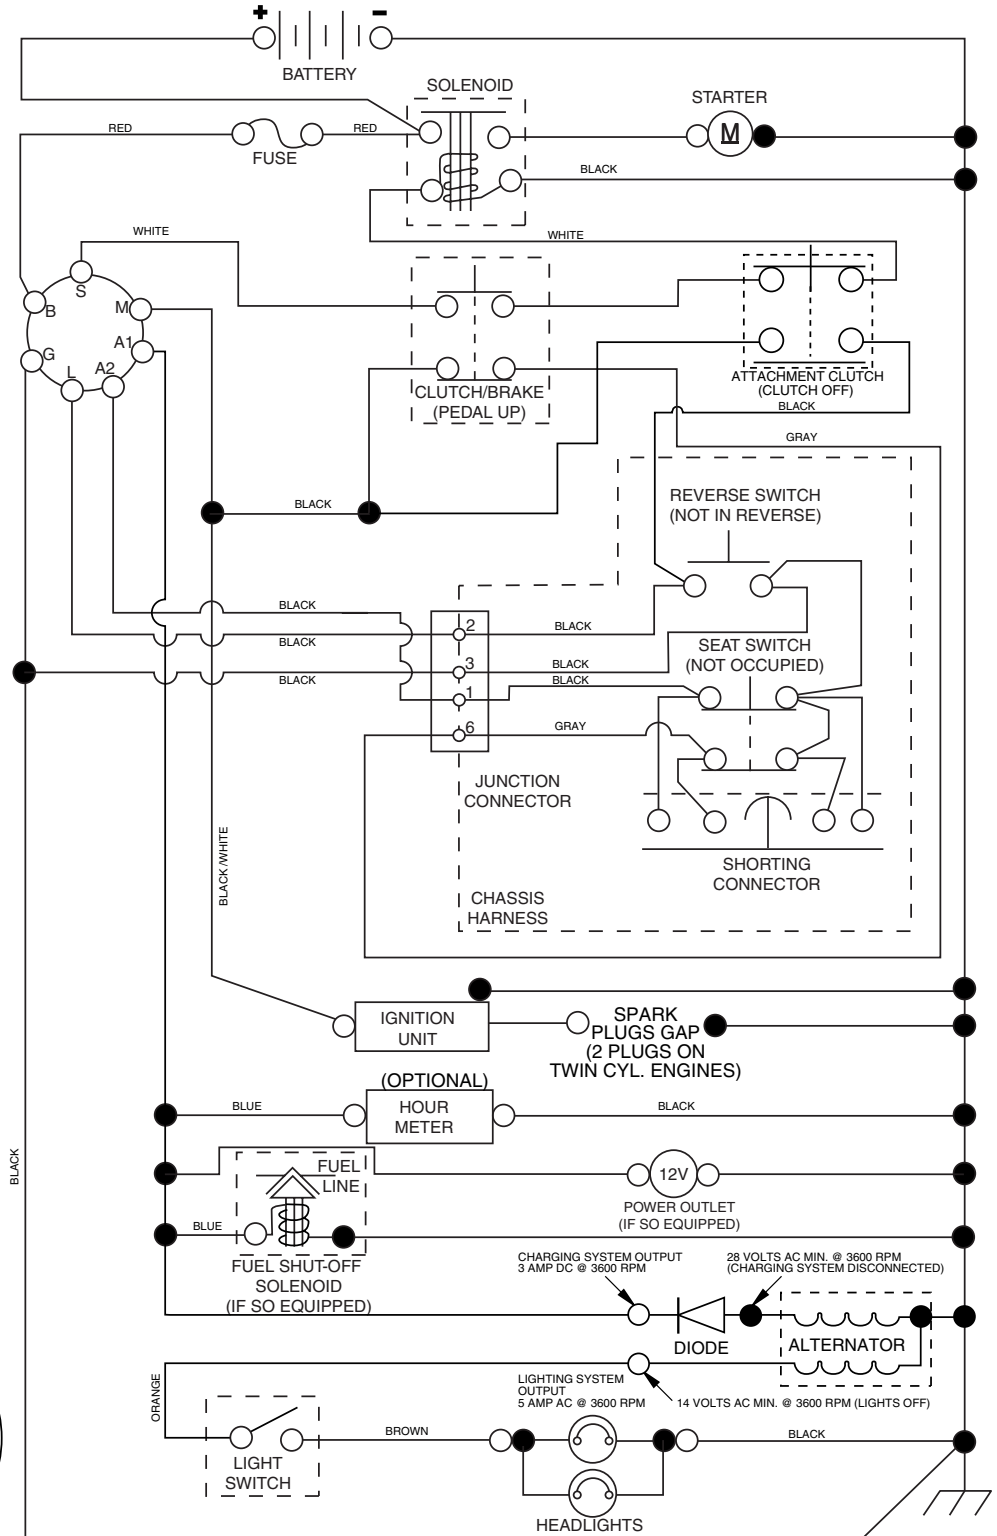 + -
BATTERY
SOLENOID
STARTER
M
RED
FUSE
RED
BLACK
WHITE
WHITE
S
B
M
A1
G
L
A2
CLUTCH/BRAKE
(PEDAL UP)
ATTACHMENT CLUTCH
(CLUTCH OFF)
BLACK
GRAY
REVERSE SWITCH
(NOT IN REVERSE)
BLACK
BLACK
BLACK
BLACK
2
BLACK
SEAT SWITCH
(NOT OCCUPIED)
3
BLACK
BLACK
1
6
GRAY
JUNCTION
CONNECTOR
SHORTING
CONNECTOR
CHASSIS
HARNESS
BLACK/WHITE
IGNITION
UNIT
SPARK
PLUGS GAP
(2 PLUGS ON
TWIN CYL. ENGINES)
(OPTIONAL)
BLUE
HOUR
METER
BLACK
BLACK
FUEL
LINE
12V
POWER OUTLET
(IF SO EQUIPPED)
BLUE
FUEL SHUT-OFF
SOLENOID
(IF SO EQUIPPED)
CHARGING SYSTEM OUTPUT
3 AMP DC @ 3600 RPM
28 VOLTS AC MIN. @ 3600 RPM
(CHARGING SYSTEM DISCONNECTED)
DIODE
ALTERNATOR
ORANGE
LIGHTING SYSTEM
OUTPUT
5 AMP AC @ 3600 RPM
14 VOLTS AC MIN. @ 3600 RPM (LIGHTS OFF)
LIGHT
SWITCH
BROWN
BLACK
HEADLIGHTS